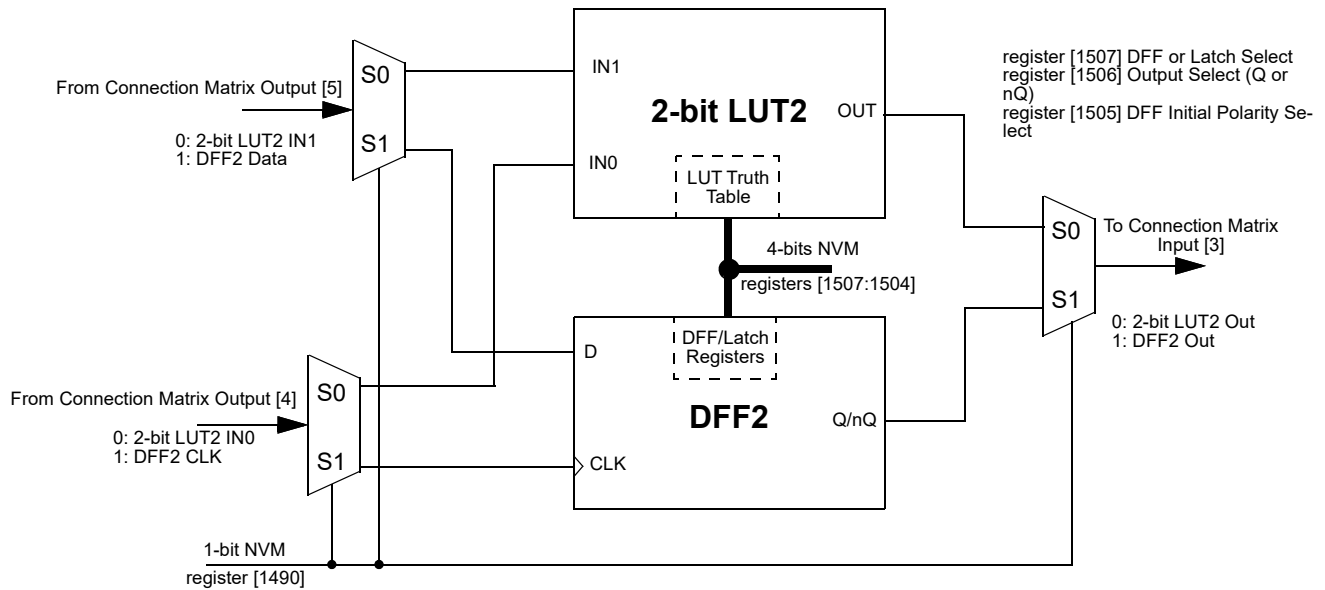 From Connection Matrix Output [5]
0: 2-bit LUT2 IN1
1: DFF2 Data
S0
S1
IN1
IN0
2-bit LUT2
OUT
LUT Truth
Table
register [1507] DFF or Latch Select
register [1506] Output Select (Q or
nQ)
register [1505] DFF Initial Polarity Se-
lect
4-bits NVM
registers [1507:1504]
S0
S1
To Connection Matrix
Input [3]
0: 2-bit LUT2 Out
1: DFF2 Out
DFF/Latch
Registers
D
DFF2
Q/nQ
CLK
From Connection Matrix Output [4]
0: 2-bit LUT2 IN0
1: DFF2 CLK
S0
S1
1-bit NVM
register [1490]